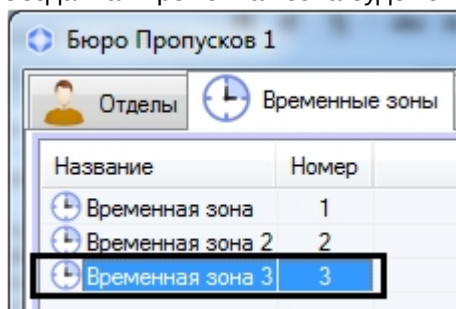 Бюро Пропусков 1
Отделы Временные зоны
Название Номер
Временная зона 1
Временная зона 2 2
Временная зона 3 3